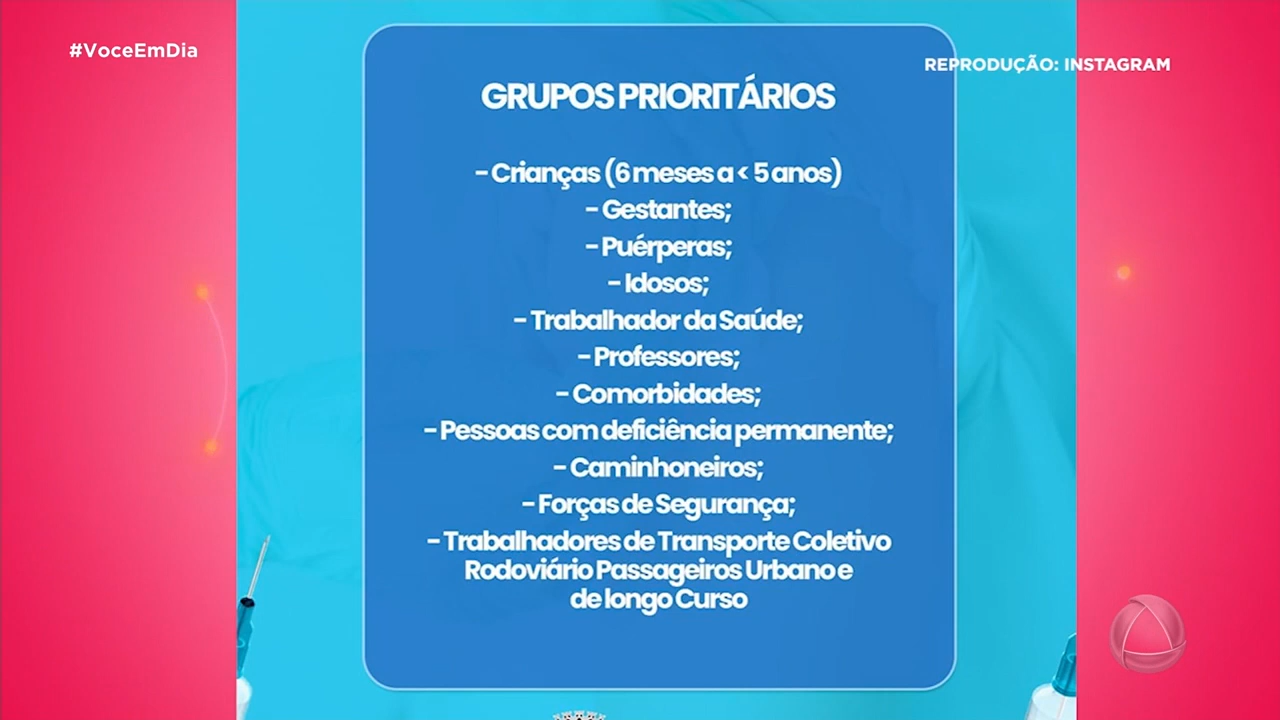 #VoceEmDia
REPRODUÇÃO: INSTAGRAM
GRUPOS PRIORITÁRIOS
- Crianças (6 meses a < 5 anos)
- Gestantes;
- Puérperas;
- Idosos;
- Trabalhador da Saúde;
- Professores;
- Comorbidades;
- Pessoas com deficiência permanente;
- Caminhoneiros;
- Forças de Segurança;
- Trabalhadores de Transporte Coletivo
Rodoviário Passageiros Urbano e
de longo Curso